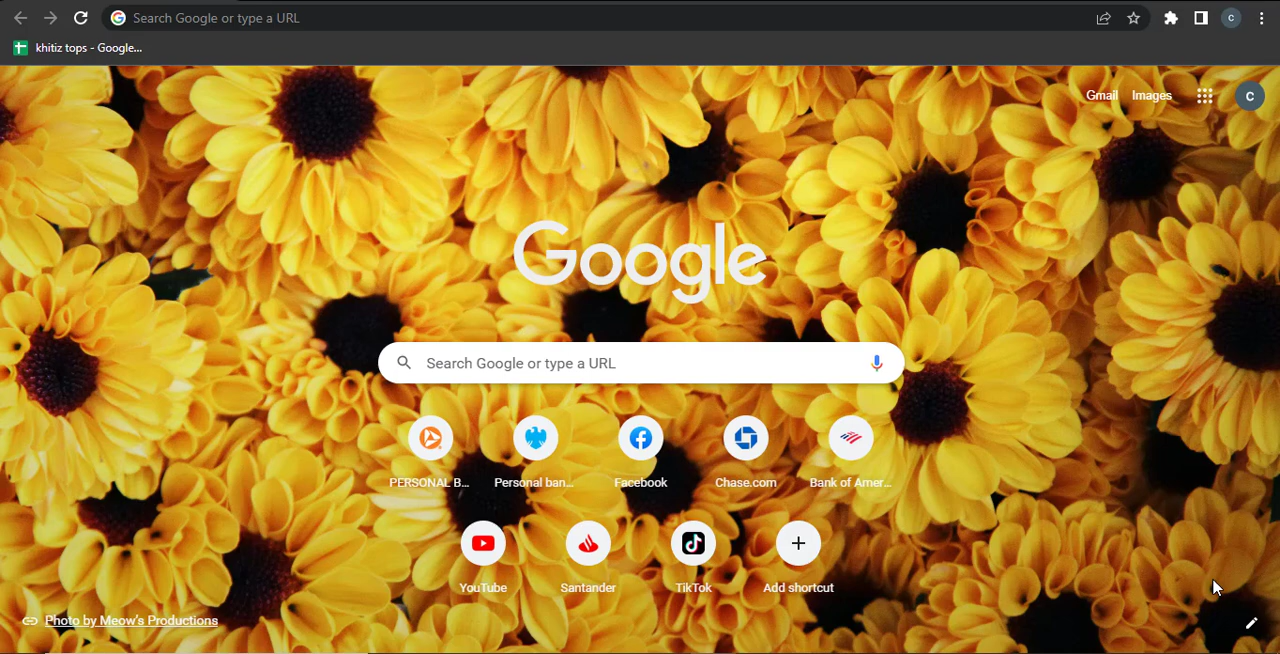 Search Google or type a URL
C
khitiz tops - Google...
Gmail
Images
C
Google
Search Google or type a URL
PERSONAL B...
Personal ban...
Facebook
Chase.com
Bank of Amer...
YouTube
Santander
TikTok
Add shortcut
Photo by Meow's Productions